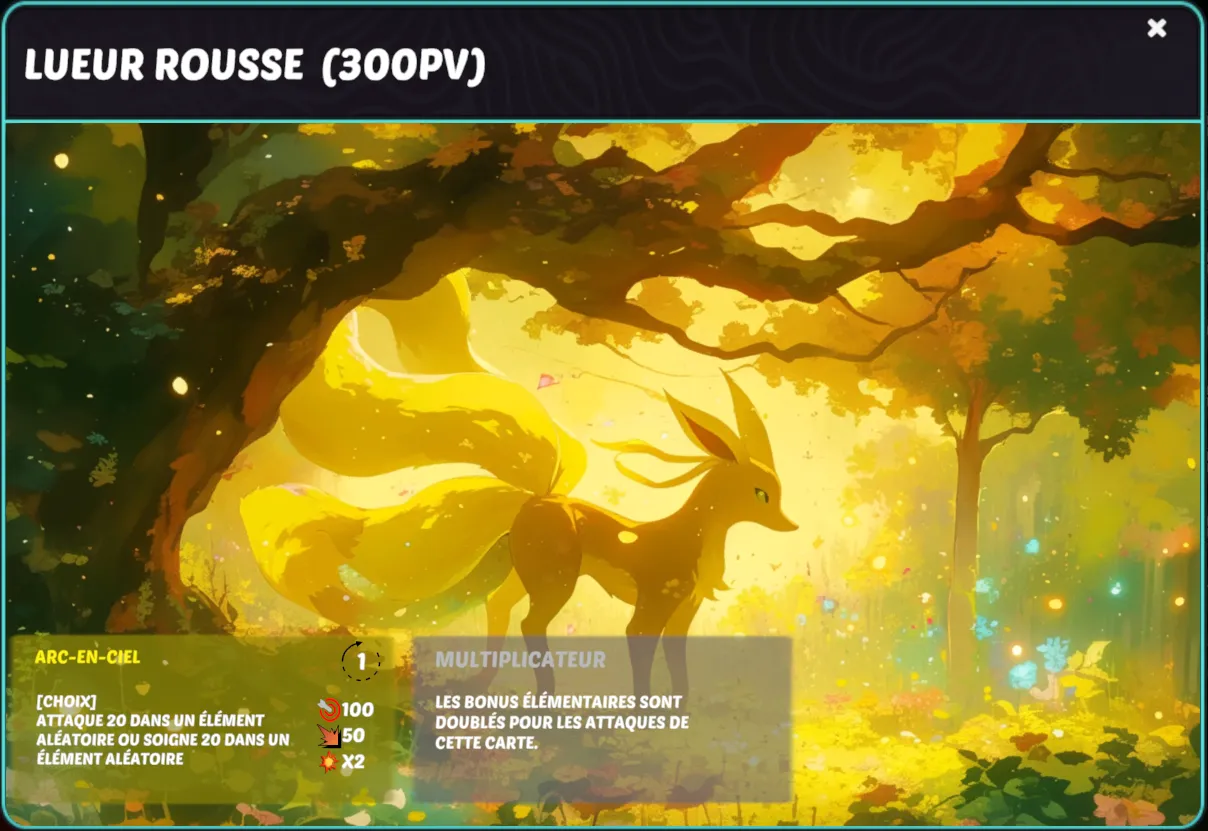 LUEUR ROUSSE (300PV)
ARC-EN-CIEL
1
[CHOIX]
ATTAQUE 20 DANS UN ÉLÉMENT
ALÉATOIRE OU SOIGNE 20 DANS UN
ÉLÉMENT ALÉATOIRE
100
50
X2
MULTIPLICATEUR
LES BONUS ÉLÉMENTAIRES SONT
DOUBLÉS POUR LES ATTAQUES DE
CETTE CARTE.